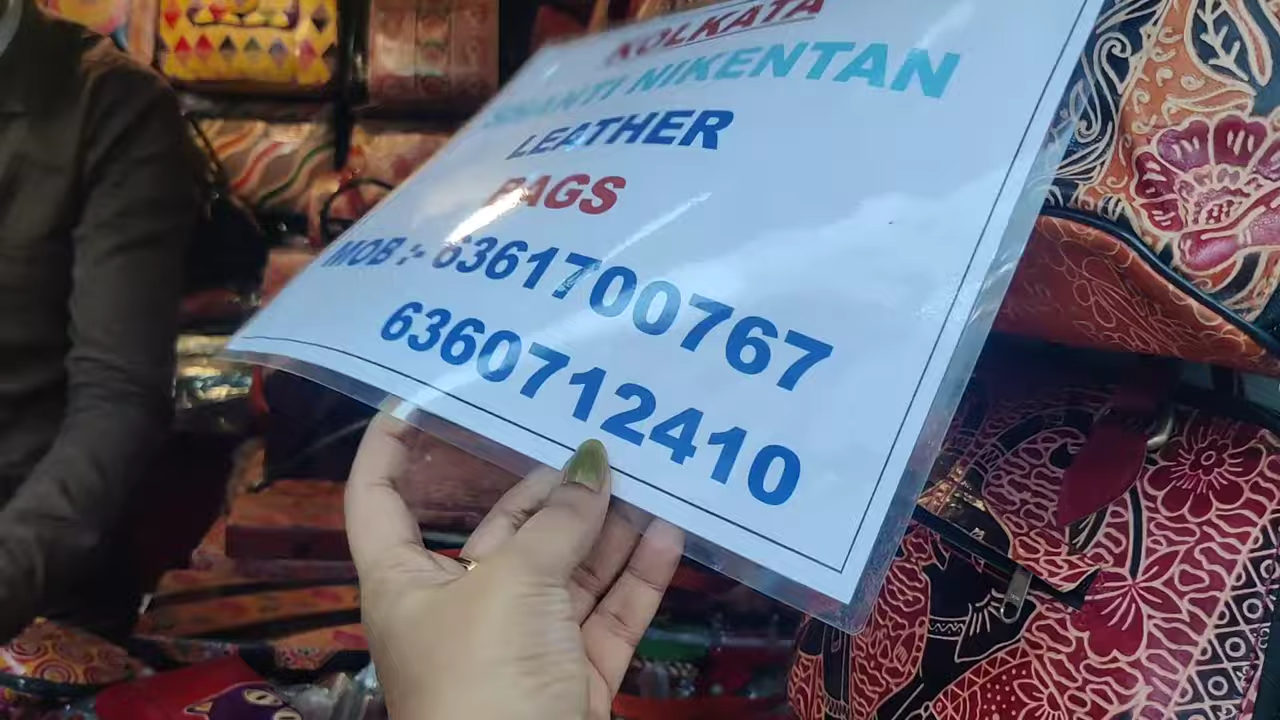 KOLKATA
SHANTI NIKENTAN
LEATHER
BAGS
MOB :- 6361700767
6360712410